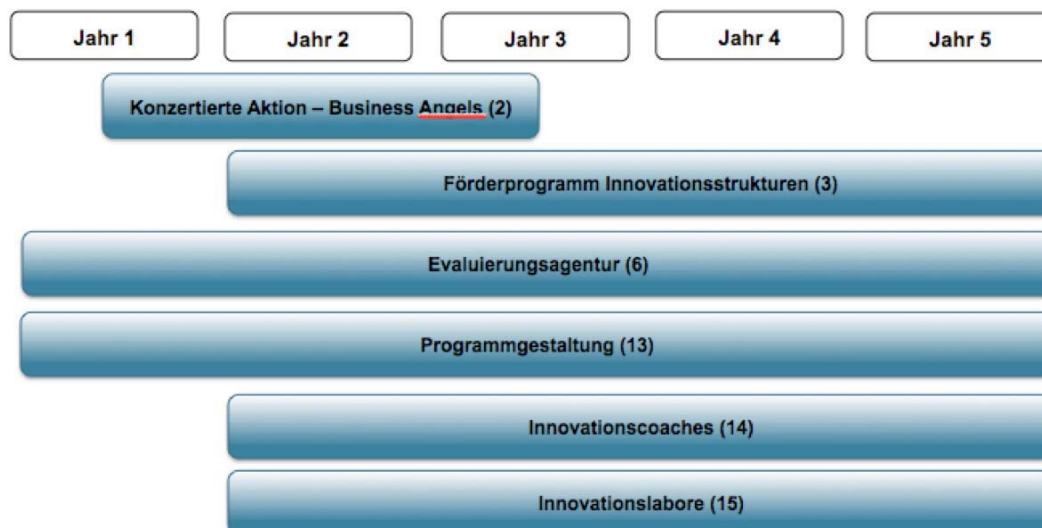 Jahr 1
Jahr 2
Jahr 3
Jahr 4
Jahr 5
Konzertierte Aktion – Business Angels (2)
Förderprogramm Innovationsstrukturen (3)
Evaluierungsagentur (6)
Programmgestaltung (13)
Innovationscoaches (14)
Innovationslabore (15)